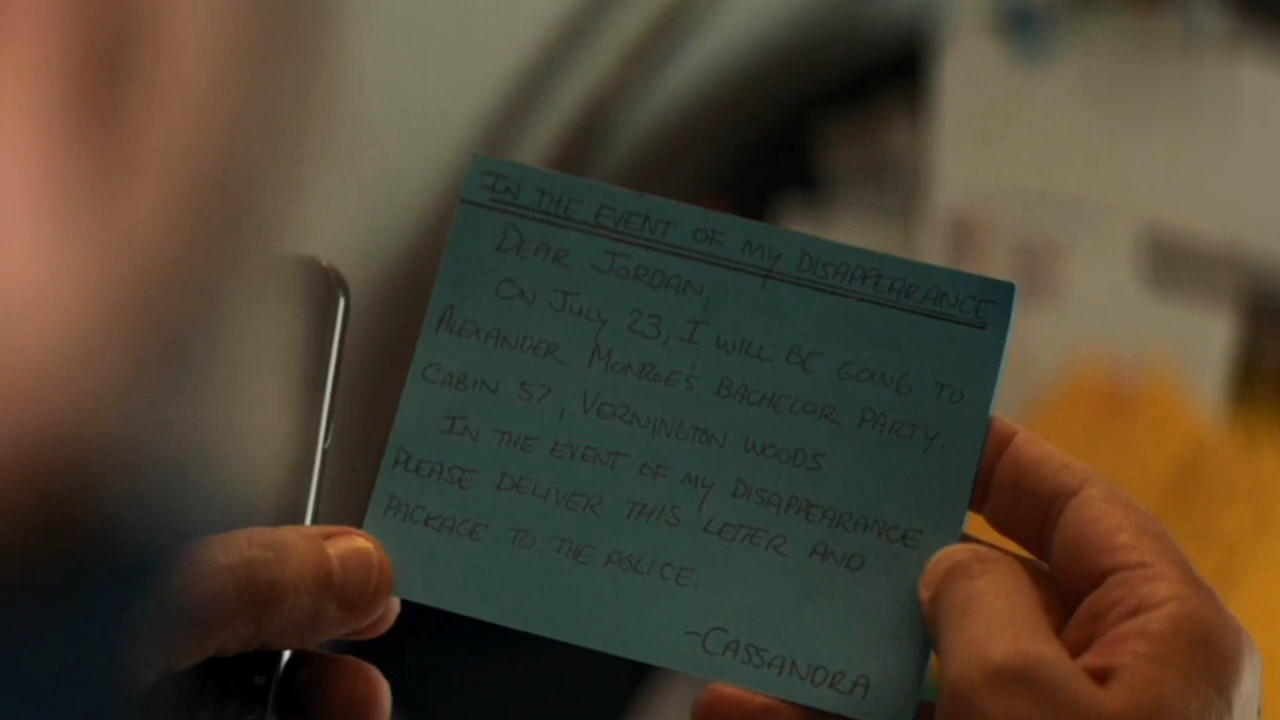 IN THE EVENT OF MY DISAPPEARANCE
DEAR JORDAN,
ON JULY 23, I WILL BE GOING TO
ALEXANDER MONROE'S BACHELOR PARTY.
CABIN 57, VERNINGTON WOODS.
IN THE EVENT OF MY DISAPPEARANCE
PLEASE DELIVER THIS LETTER AND
PACKAGE TO THE POLICE.
-CASSANDRA